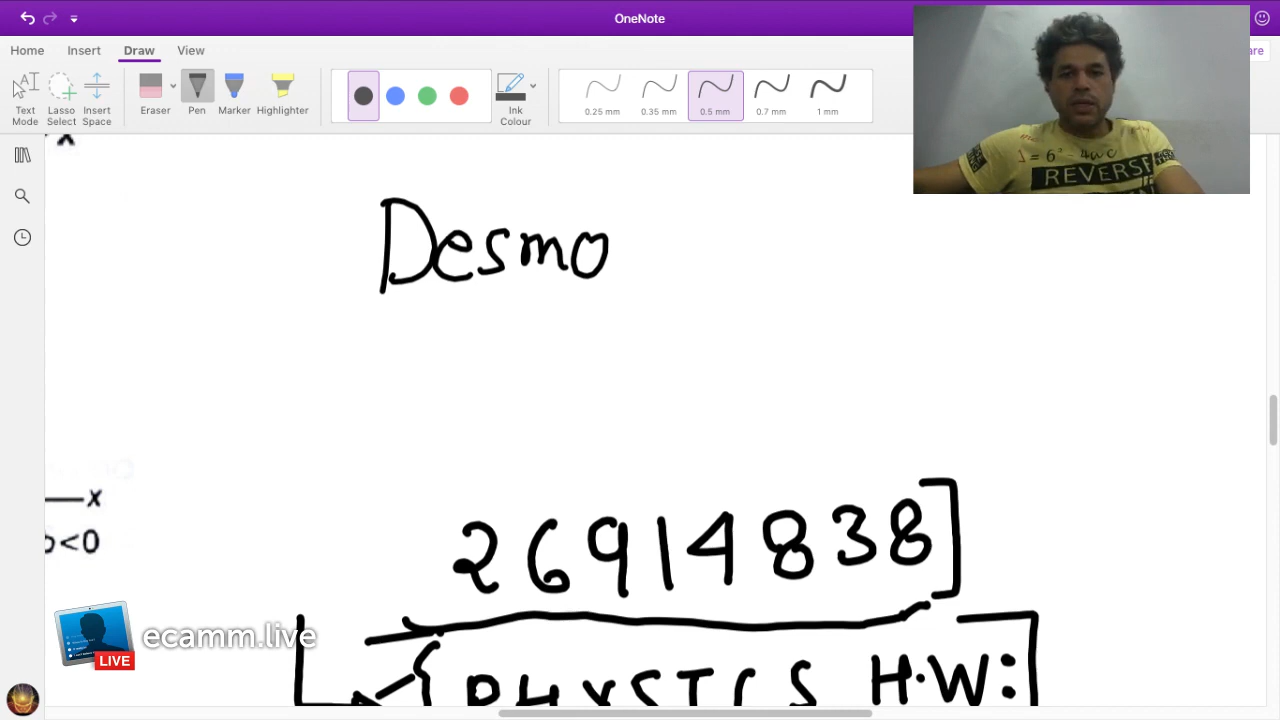 OneNote
Home Insert Draw View
Text Mode Lasso Select Insert Space Eraser Pen Marker Highlighter Ink Colour 0.25 mm 0.35 mm 0.5 mm 0.7 mm 1 mm
REVERSE
x
Desmo
x
<0
26914838]
ecamm.live
LIVE
PHYSICS H.W: